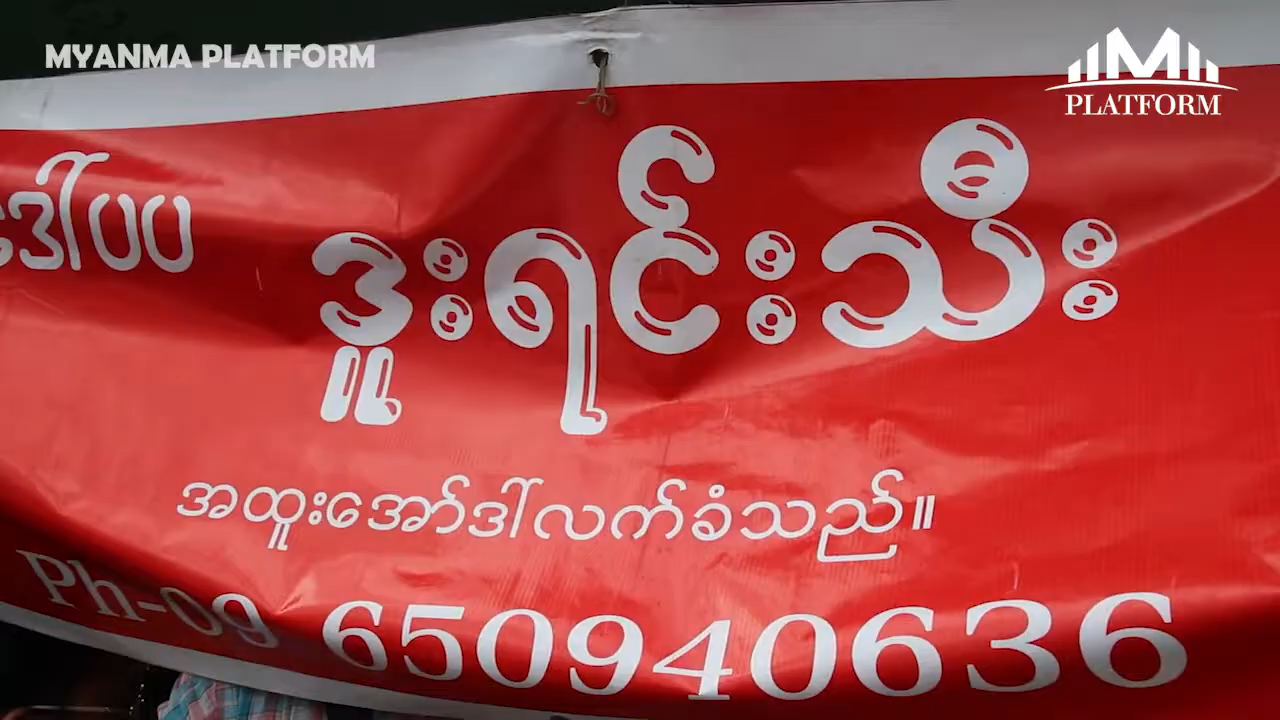 MYANMA PLATFORM
PLATFORM
ဒေါ်ပပ ဒူးရင်းသီး
အထူးအော်ဒါလက်ခံသည်။
Ph-09 650940636